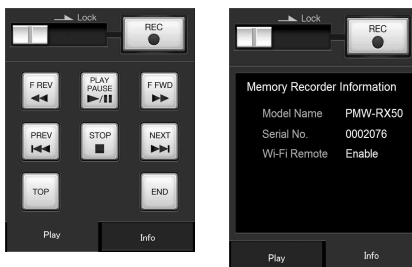 Lock
REC
F REV
PLAY
PAUSE
F FWD
PREV
STOP
NEXT
TOP
END
Play
Info
Lock
REC
Memory Recorder Information
Model Name PMW-RX50
Serial No. 0002076
Wi-Fi Remote Enable
Play
Info